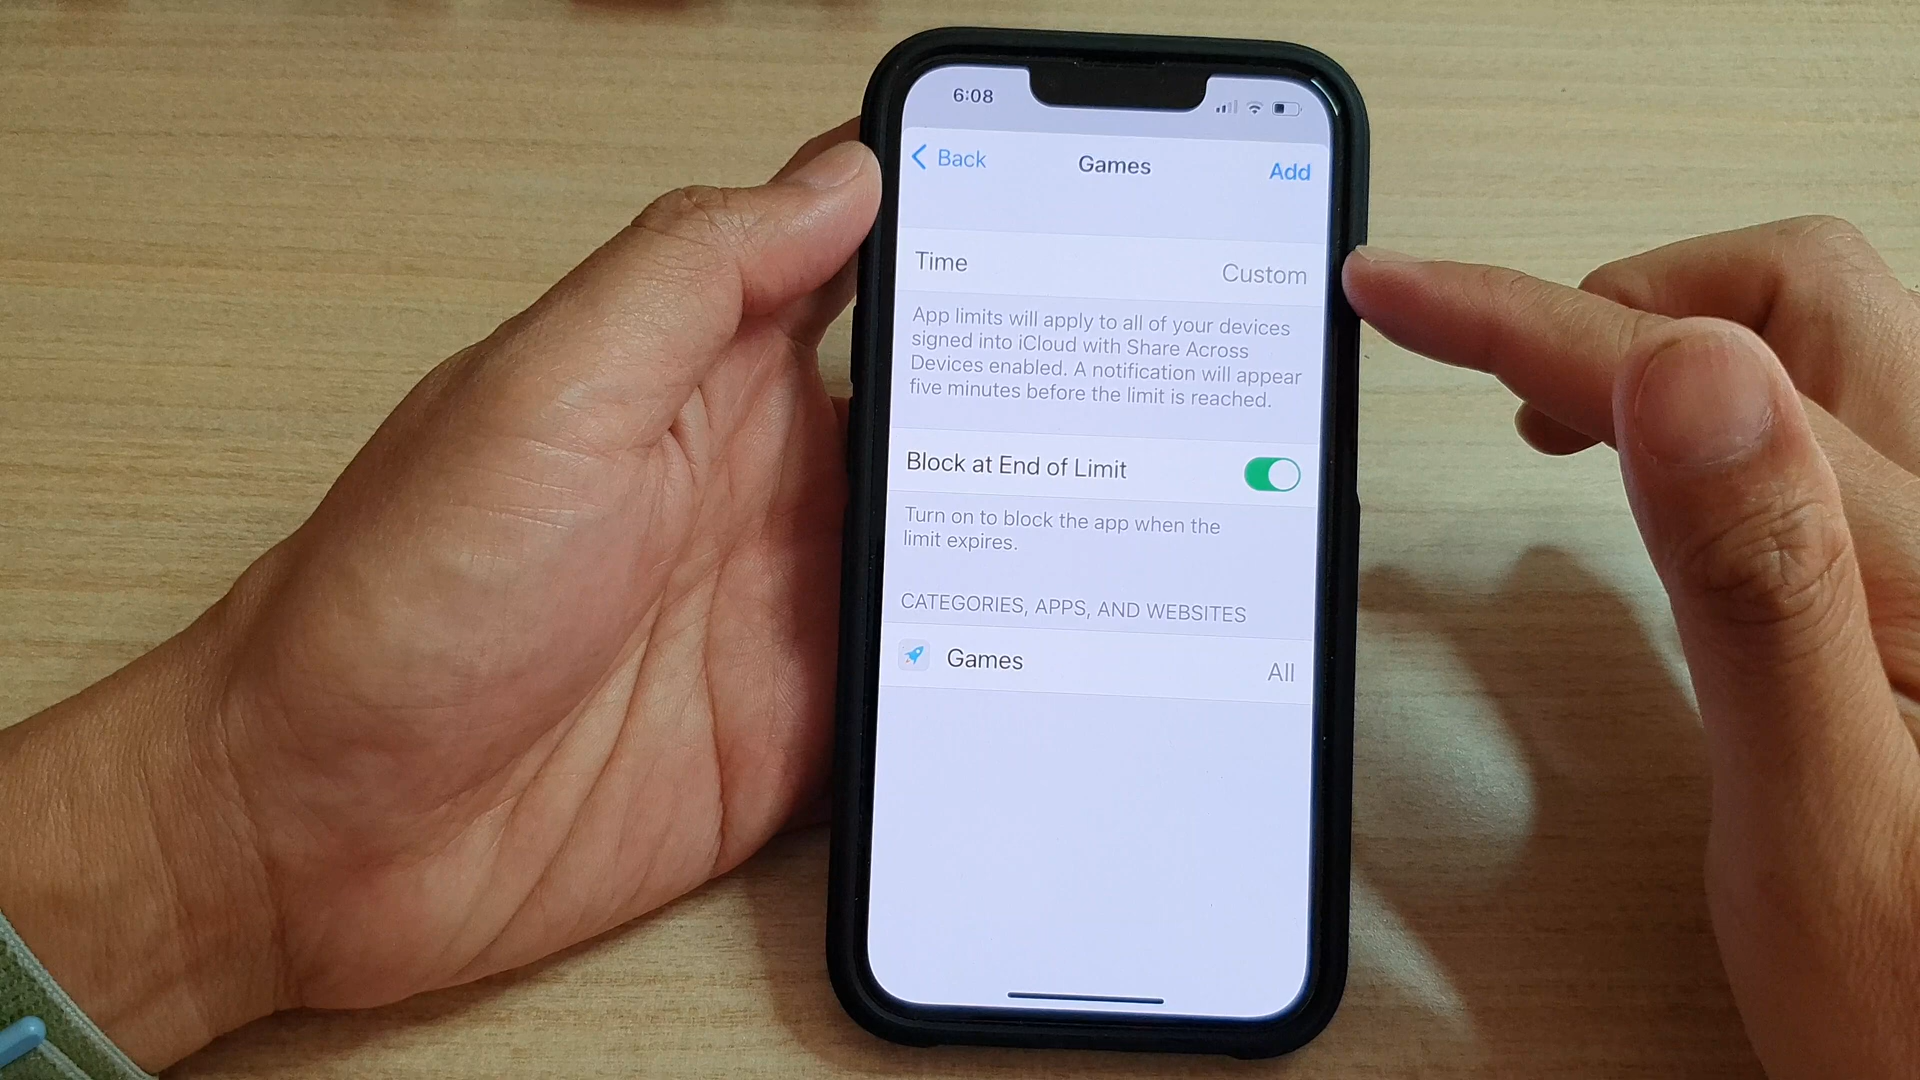 6:08
Back
Games
Add
Time
Custom
App limits will apply to all of your devices
signed into iCloud with Share Across
Devices enabled. A notification will appear
five minutes before the limit is reached.
Block at End of Limit
Turn on to block the app when the
limit expires.
CATEGORIES, APPS, AND WEBSITES
Games
All